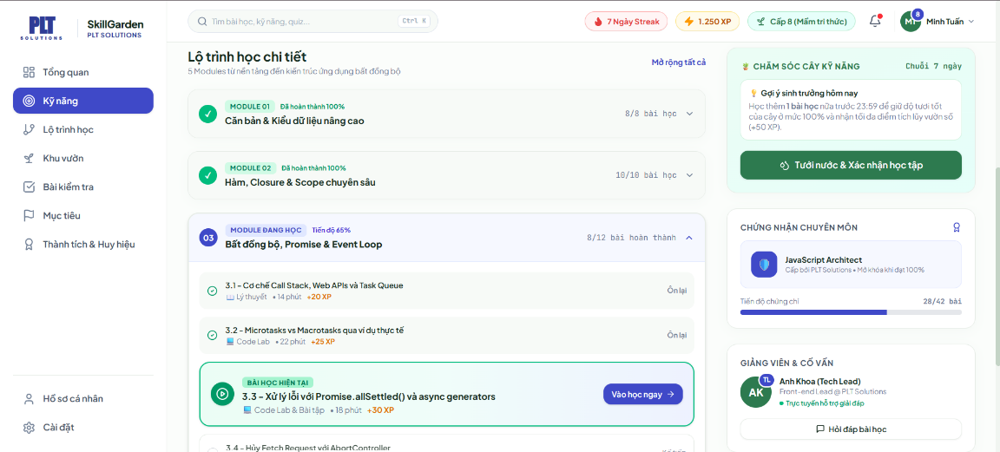 PLT
SOLUTIONS
SkillGarden
PLT SOLUTIONS
Tìm bài học, kỹ năng, quiz...
Ctrl K
7 Ngày Streak
1.250 XP
Cấp 8 (Mầm tri thức)
MT
8
Minh Tuấn
Tổng quan
Kỹ năng
Lộ trình học
Khu vườn
Bài kiểm tra
Mục tiêu
Thành tích & Huy hiệu
Hồ sơ cá nhân
Cài đặt
Lộ trình học chi tiết
5 Modules từ nền tảng đến kiến trúc ứng dụng bất đồng bộ
Mở rộng tất cả
MODULE 01 Đã hoàn thành 100%
Căn bản & Kiểu dữ liệu nâng cao
8/8 bài học
MODULE 02 Đã hoàn thành 100%
Hàm, Closure & Scope chuyên sâu
10/10 bài học
03
MODULE ĐANG HỌC Tiến độ 65%
Bất đồng bộ, Promise & Event Loop
8/12 bài hoàn thành
3.1 - Cơ chế Call Stack, Web APIs và Task Queue
Lý thuyết • 14 phút +20 XP
Ôn lại
3.2 - Microtasks vs Macrotasks qua ví dụ thực tế
Code Lab • 22 phút +25 XP
Ôn lại
BÀI HỌC HIỆN TẠI
3.3 - Xử lý lỗi với Promise.allSettled() và async generators
Code Lab & Bài tập • 18 phút +30 XP
Vào học ngay →
3.4 - Hủy Fetch Request với AbortController
CHĂM SÓC CÂY KỸ NĂNG
Chuỗi 7 ngày
Gợi ý sinh trưởng hôm nay
Học thêm 1 bài học nữa trước 23:59 để giữ độ tươi tốt
của cây ở mức 100% và nhận tối đa điểm tích lũy vườn số
(+50 XP).
Tưới nước & Xác nhận học tập
CHỨNG NHẬN CHUYÊN MÔN
JavaScript Architect
Cấp bởi PLT Solutions • Mở khóa khi đạt 100%
Tiến độ chứng chỉ
28/42 bài
GIẢNG VIÊN & CỐ VẤN
AK
TL
Anh Khoa (Tech Lead)
Front-end Lead @ PLT Solutions
Trực tuyến hỗ trợ giải đáp
Hỏi đáp bài học